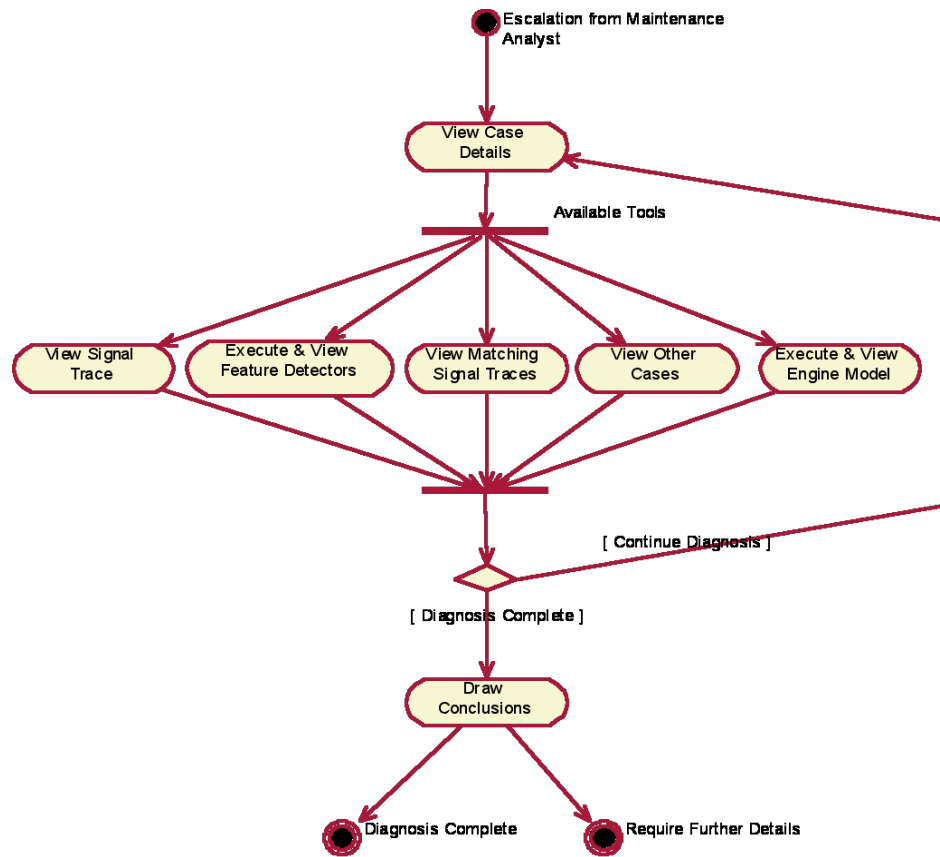 Escalation from Maintenance
Analyst
View Case
Details
Available Tools
View Signal
Trace
Execute & View
Feature Detectors
View Matching
Signal Traces
View Other
Cases
Execute & View
Engine Model
[ Continue Diagnosis ]
[ Diagnosis Complete ]
Draw
Conclusions
Diagnosis Complete
Require Further Details